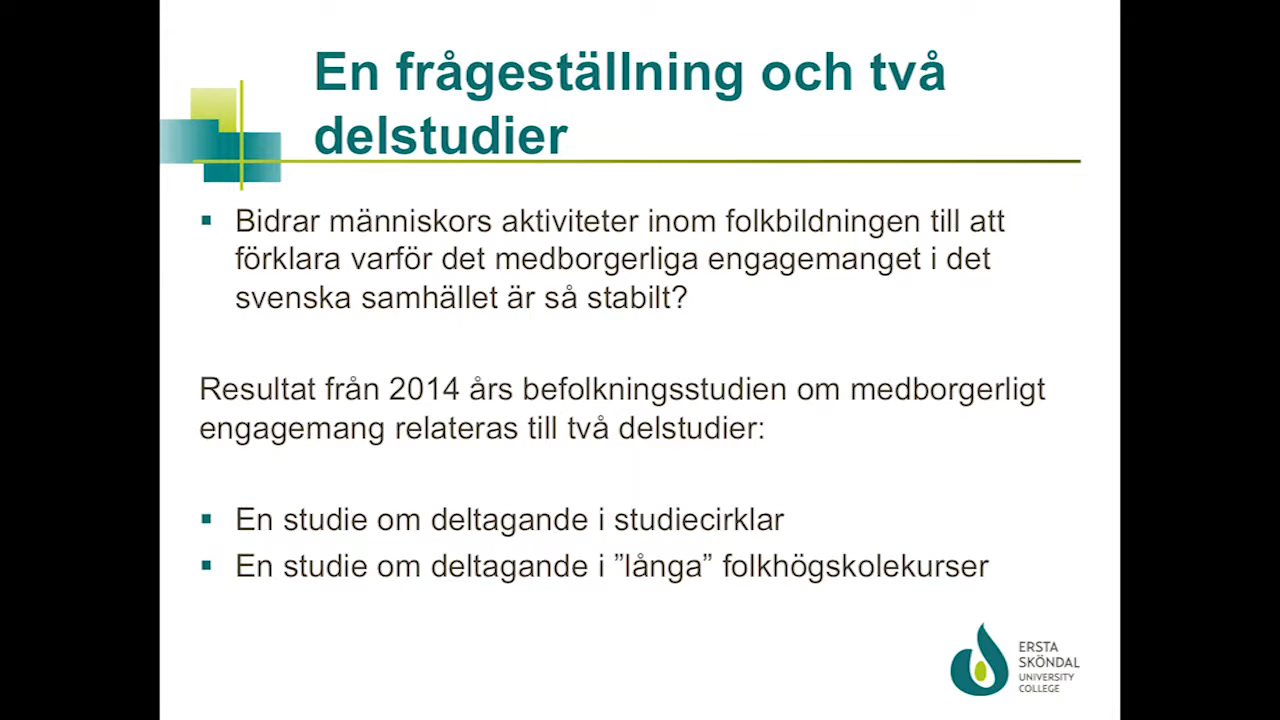 En frågeställning och två
delstudier
▪ Bidrar människors aktiviteter inom folkbildningen till att
förklara varför det medborgerliga engagemanget i det
svenska samhället är så stabilt?
Resultat från 2014 års befolkningsstudien om medborgerligt
engagemang relateras till två delstudier:
▪ En studie om deltagande i studiecirklar
▪ En studie om deltagande i ”långa” folkhögskolekurser
ERSTA
SKÖNDAL
UNIVERSITY
COLLEGE